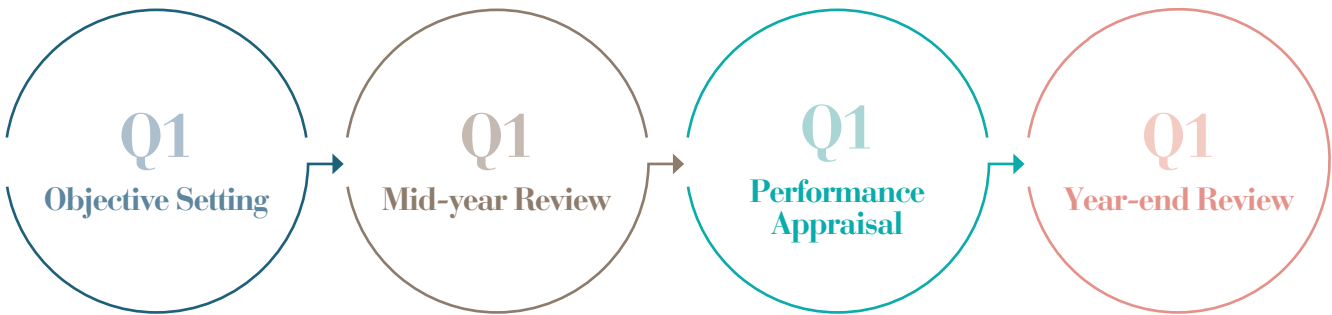 Q1
Objective Setting
Q1
Mid-year Review
Q1
Performance
Appraisal
Q1
Year-end Review